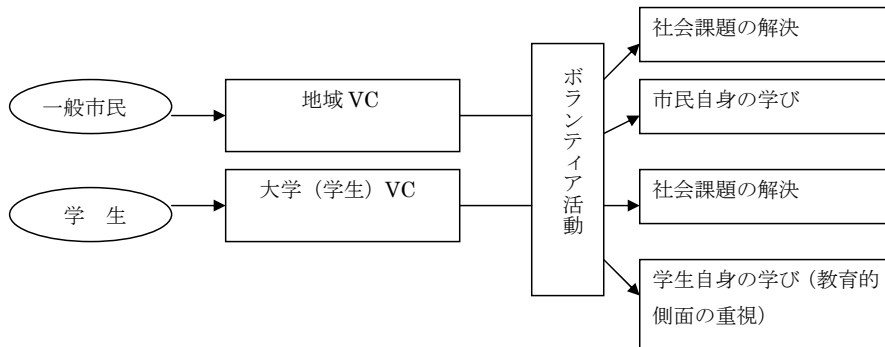 社会課題の解決
一般市民
地域 VC
ボランティア活動
市民自身の学び
学　生
大学（学生）VC
社会課題の解決
学生自身の学び（教育的
側面の重視）